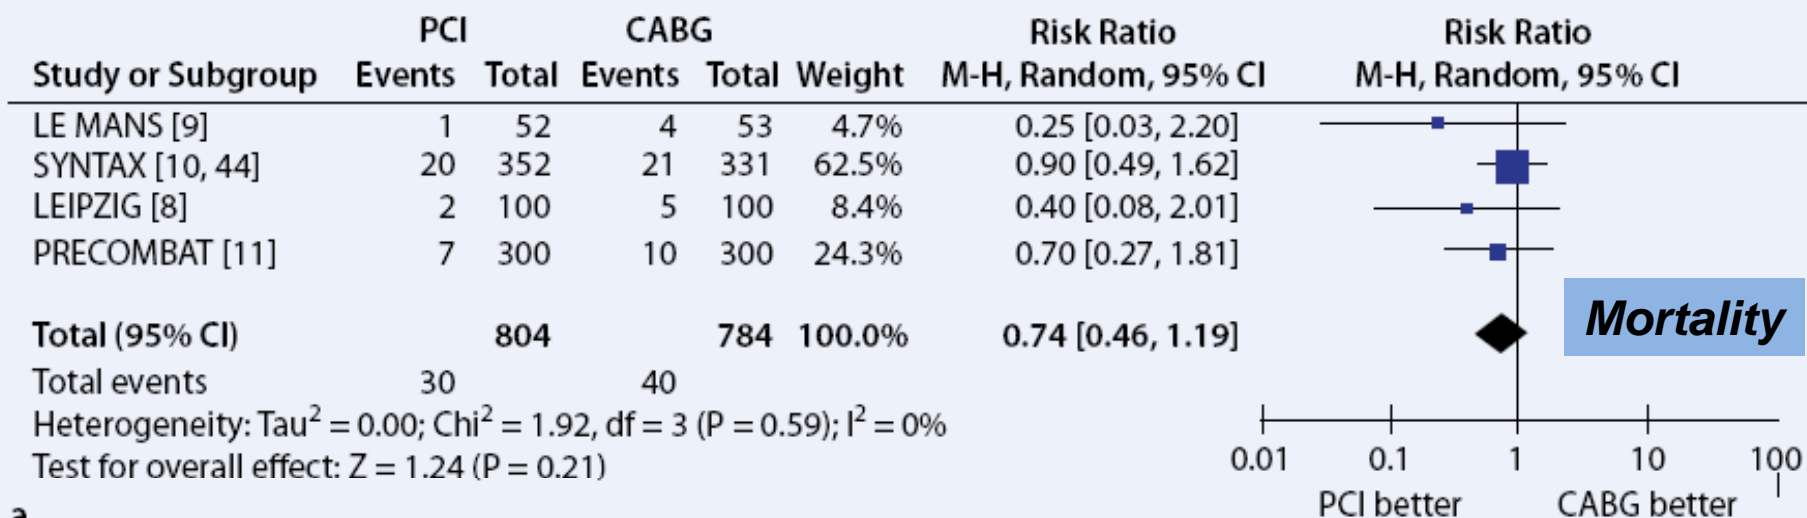 PCI CABG Risk Ratio Risk Ratio
Study or Subgroup Events Total Events Total Weight M-H, Random, 95% CI M-H, Random, 95% CI
LE MANS [9] 1 52 4 53 4.7% 0.25 [0.03, 2.20]
SYNTAX [10, 44] 20 352 21 331 62.5% 0.90 [0.49, 1.62]
LEIPZIG [8] 2 100 5 100 8.4% 0.40 [0.08, 2.01]
PRECOMBAT [11] 7 300 10 300 24.3% 0.70 [0.27, 1.81]
Mortality
Total (95% CI) 804 784 100.0% 0.74 [0.46, 1.19]
Total events 30 40
Heterogeneity: Tau² = 0.00; Chi² = 1.92, df = 3 (P = 0.59); I² = 0%
Test for overall effect: Z = 1.24 (P = 0.21)
0.01 0.1 1 10 100
PCI better CABG better
a